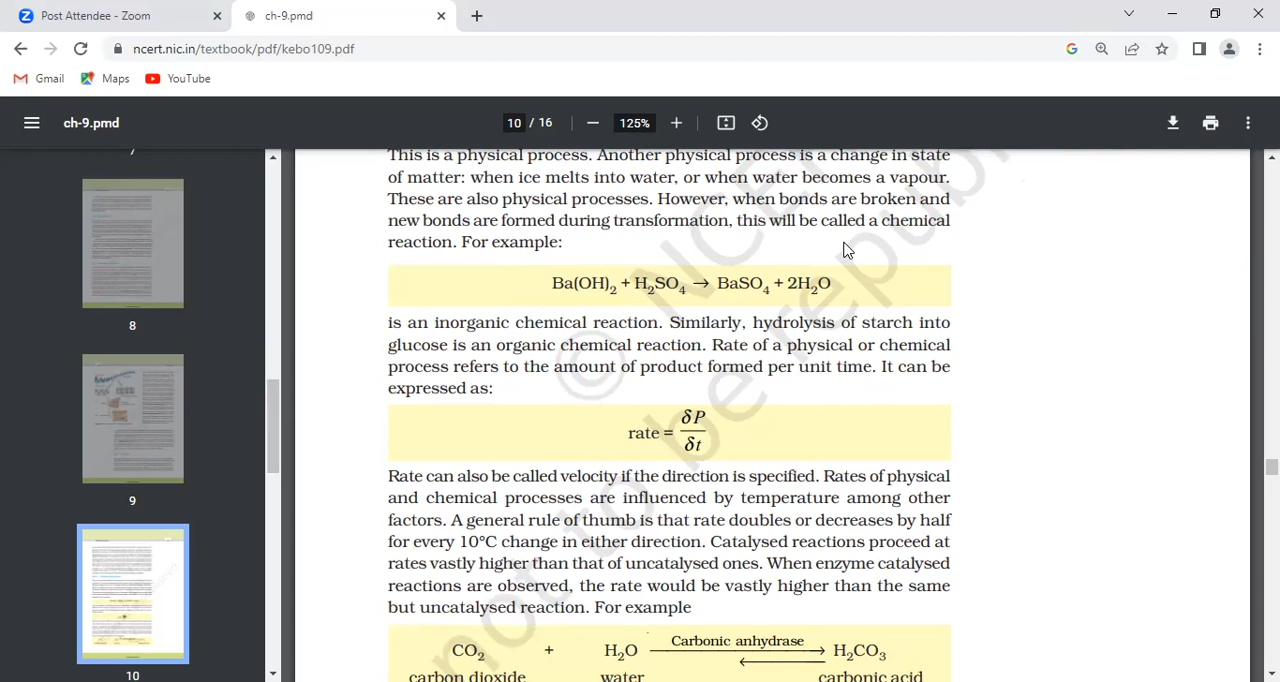 Post Attendee - Zoom
ch-9.pmd
ncert.nic.in/textbook/pdf/kebo109.pdf
Gmail
Maps
YouTube
ch-9.pmd
10 / 16
125%
7
8
9
10
This is a physical process. Another physical process is a change in state
of matter: when ice melts into water, or when water becomes a vapour.
These are also physical processes. However, when bonds are broken and
new bonds are formed during transformation, this will be called a chemical
reaction. For example:
Ba(OH)₂ + H₂SO₄ → BaSO₄ + 2H₂O
is an inorganic chemical reaction. Similarly, hydrolysis of starch into
glucose is an organic chemical reaction. Rate of a physical or chemical
process refers to the amount of product formed per unit time. It can be
expressed as:
rate = δP/δt
Rate can also be called velocity if the direction is specified. Rates of physical
and chemical processes are influenced by temperature among other
factors. A general rule of thumb is that rate doubles or decreases by half
for every 10°C change in either direction. Catalysed reactions proceed at
rates vastly higher than that of uncatalysed ones. When enzyme catalysed
reactions are observed, the rate would be vastly higher than the same
but uncatalysed reaction. For example
Carbonic anhydrase
CO₂ + H₂O ⟶ H₂CO₃
carbon dioxide water carbonic acid
© NCE
not to be republi